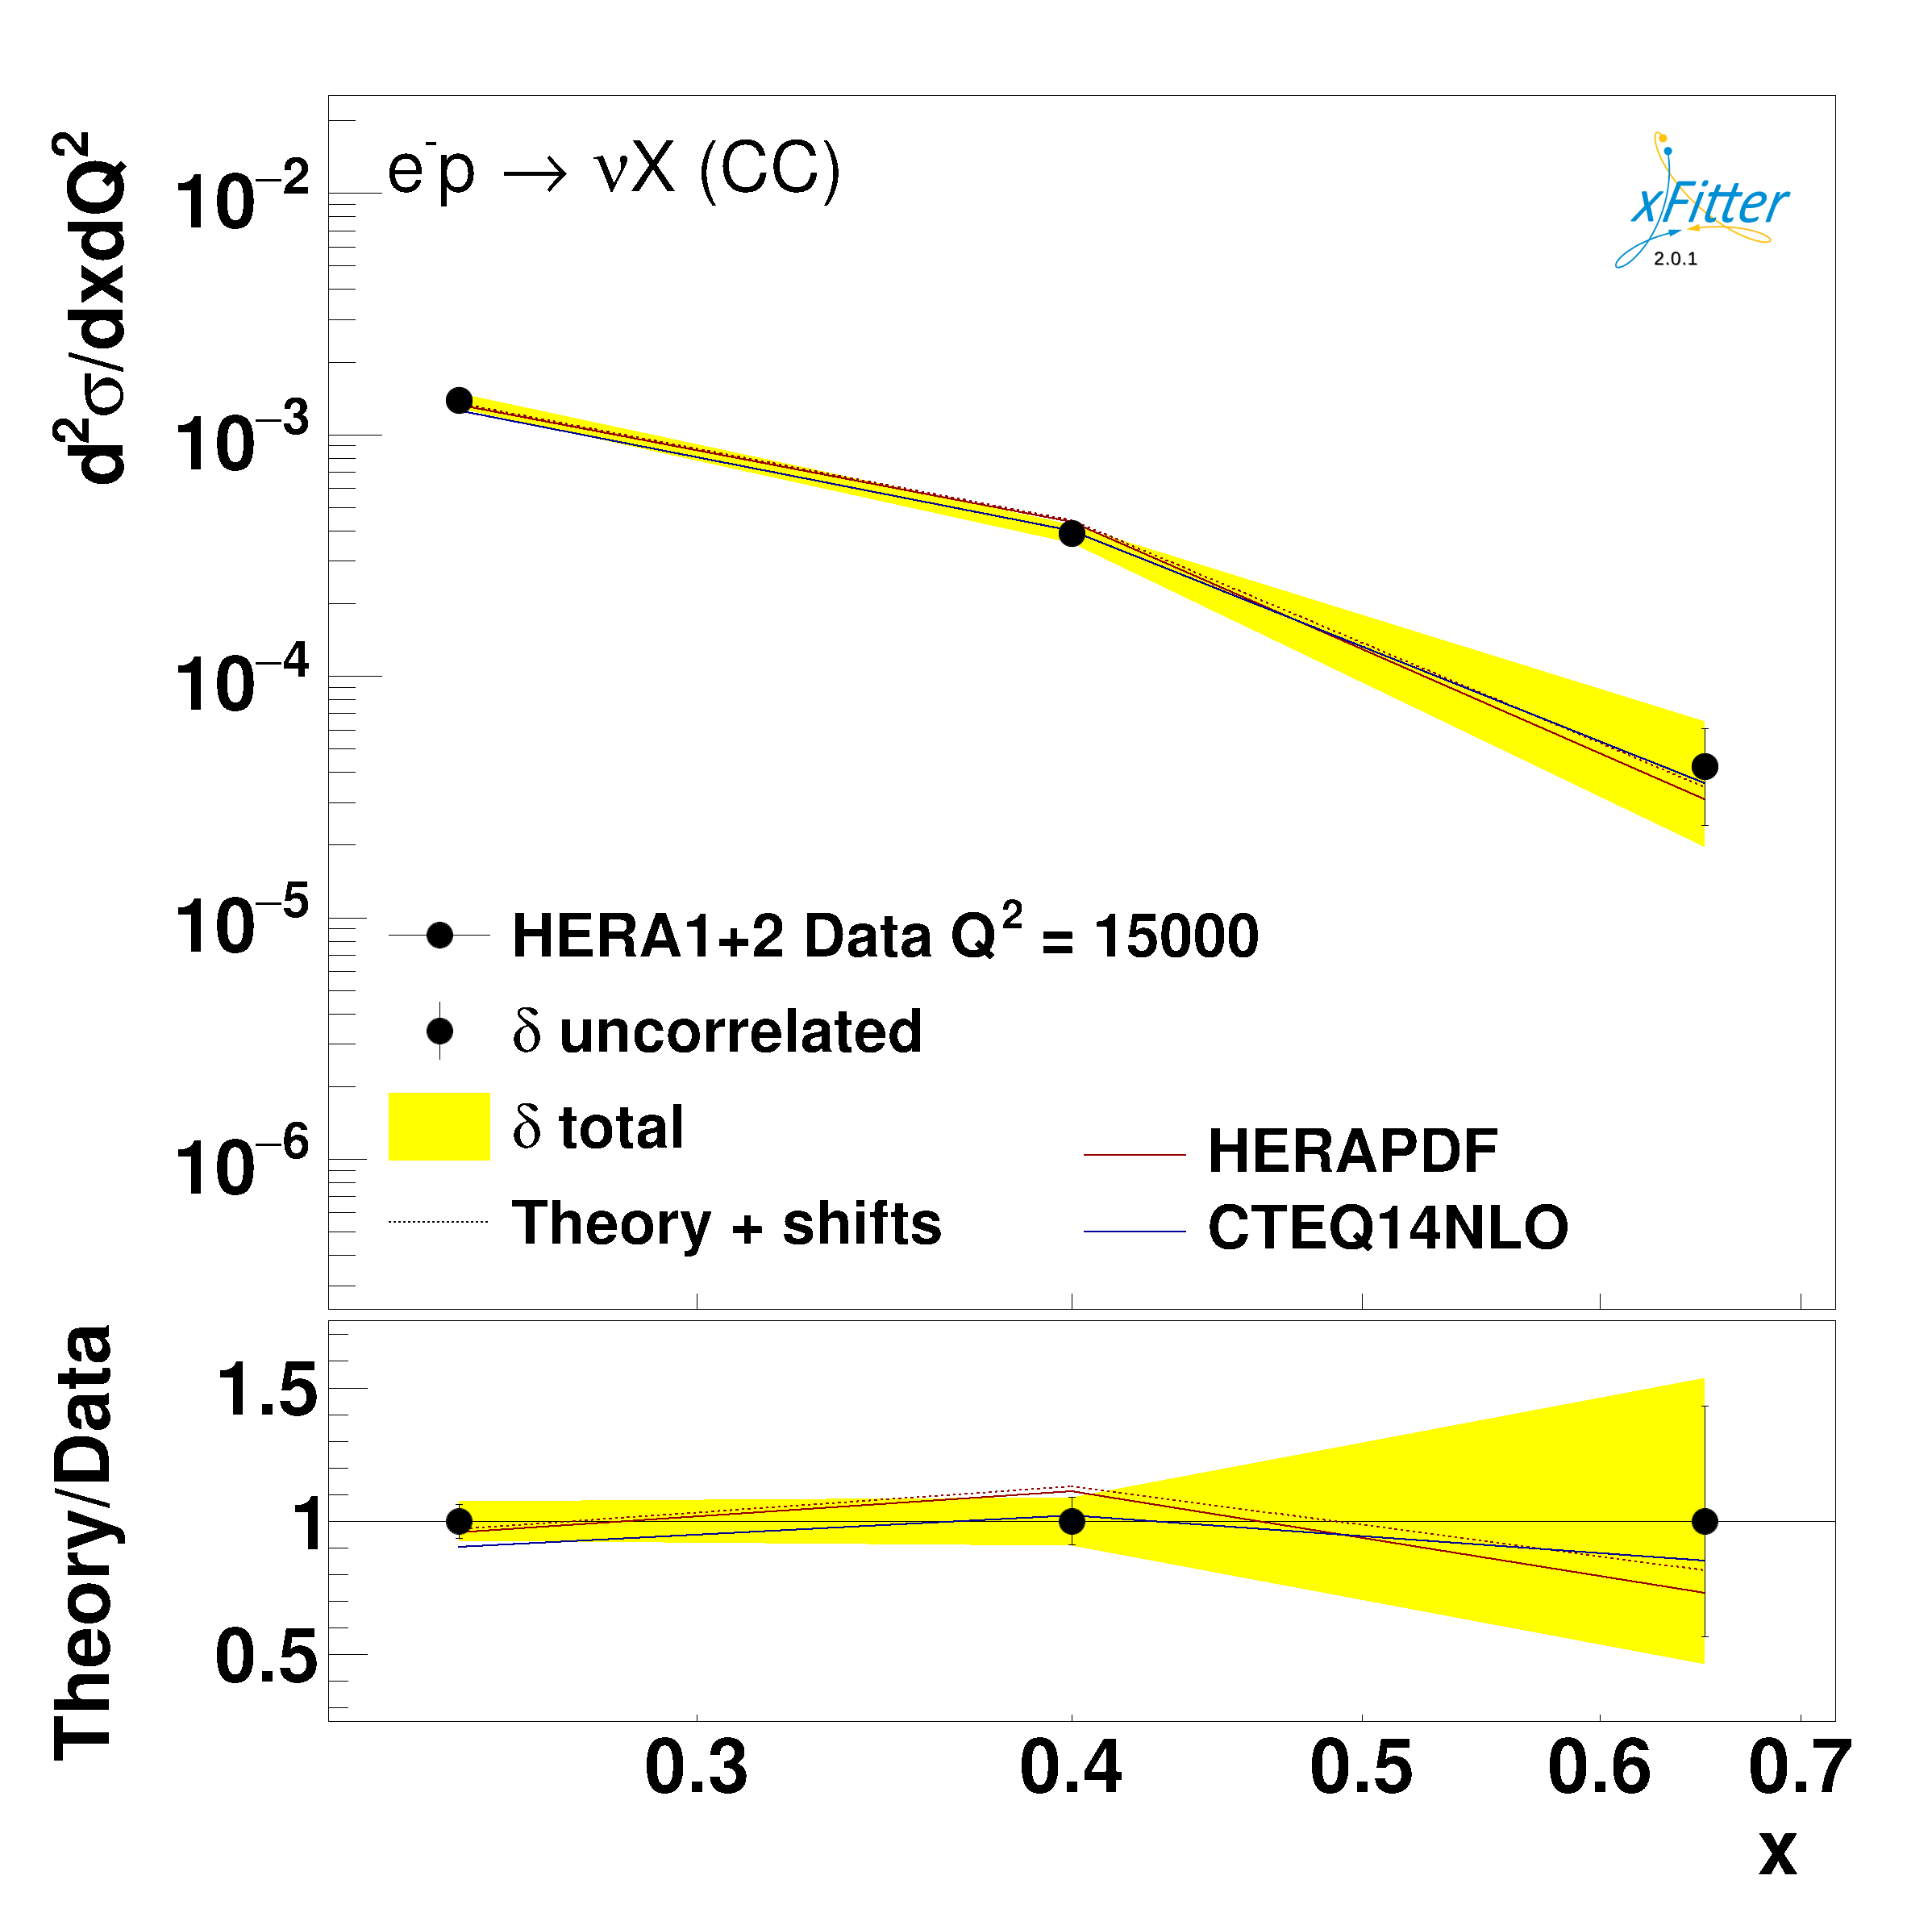 e⁻p → νX (CC)
xFitter
2.0.1
d²σ/dxdQ²
10⁻²
10⁻³
10⁻⁴
10⁻⁵
10⁻⁶
HERA1+2 Data Q² = 15000
δ uncorrelated
δ total
Theory + shifts
HERAPDF
CTEQ14NLO
Theory/Data
1.5
1
0.5
0.3 0.4 0.5 0.6 0.7
x